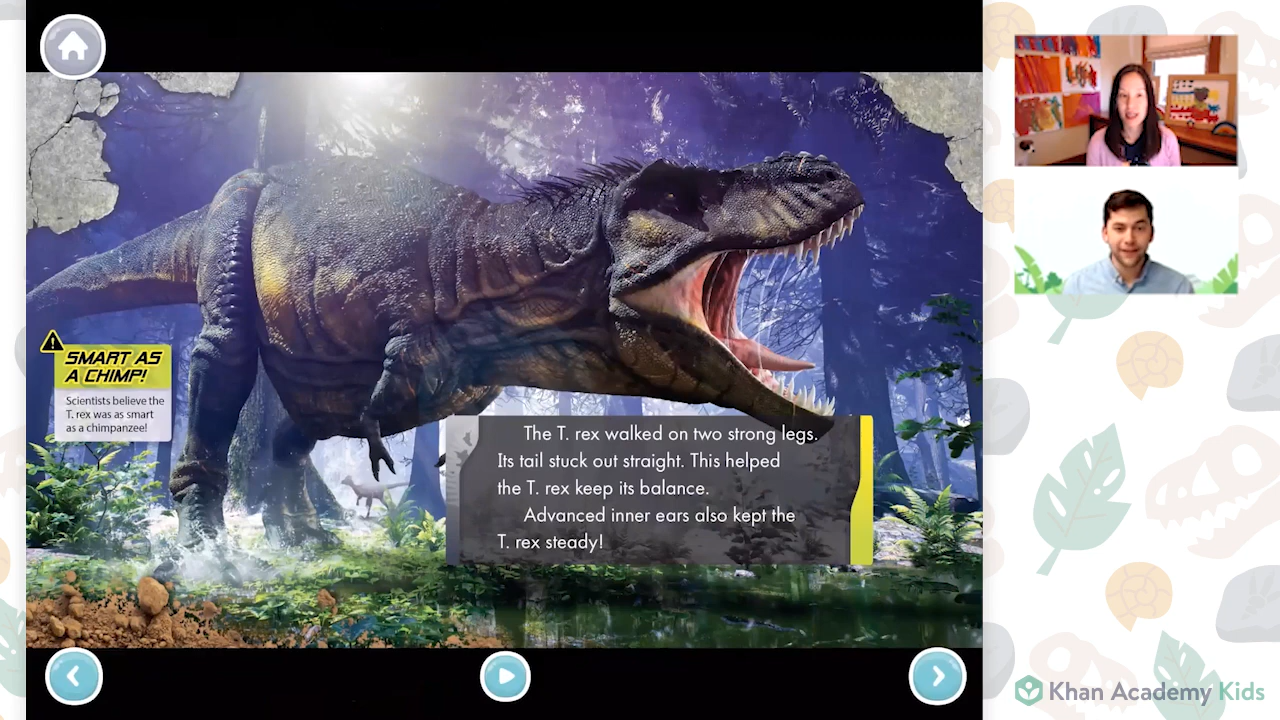 SMART AS
A CHIMP!
Scientists believe the
T. rex was as smart
as a chimpanzee!
The T. rex walked on two strong legs.
Its tail stuck out straight. This helped
the T. rex keep its balance.
Advanced inner ears also kept the
T. rex steady!
Khan Academy Kids